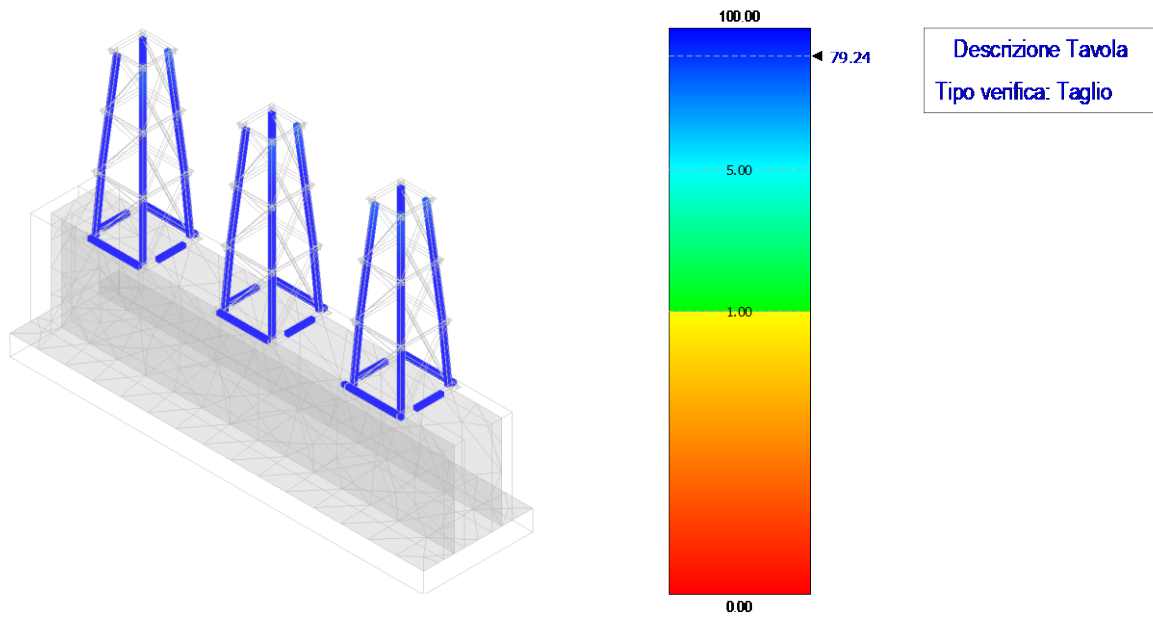 100.00
79.24
5.00
1.00
0.00
Descrizione Tavola
Tipo verifica: Taglio